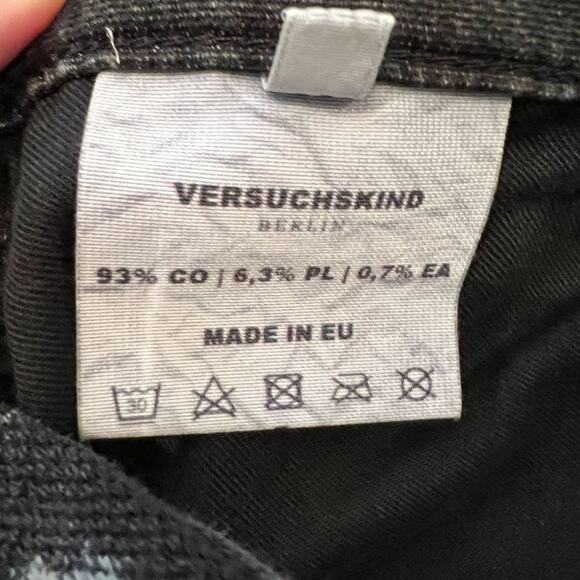 VERSUCHSKIND
BERLIN
93% CO | 6,3% PL | 0,7% EA
MADE IN EU
30